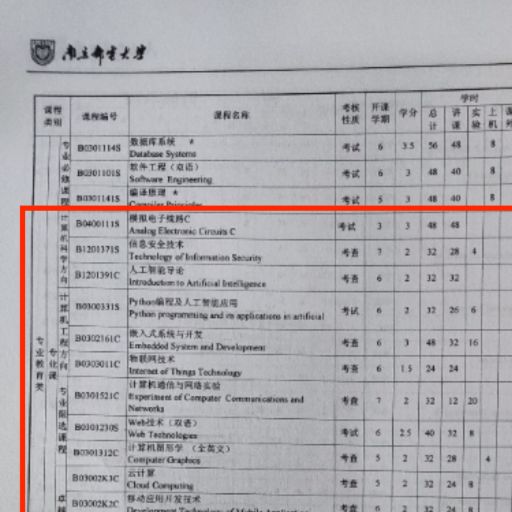 南京邮电大学
课程类别 课程编号 课程名称 考核性质 开课学期 学分 学时
总计 讲课 实验 上机
专业必修课程
B0301114S 数据库系统 * 考试 6 3.5 56 48 8
Database Systems
B0301101S 软件工程(双语) 考试 6 3 48 40 8
Software Engineering
B0301141S 编译原理 * 考试 5 3 48 40 8
Compiler Principles
专业教育类
专业课
专业限选课程
计算机科学方向
B0400111S 模拟电子线路C 考试 3 3 48 48
Analog Electronic Circuits C
B1201371S 信息安全技术 考查 7 2 32 28 4
Technology of Information Security
B1201391C 人工智能导论 考查 6 2 32 32
Introduction to Artificial Intelligence
计算机工程方向
B0300331S Python编程及人工智能应用 考试 6 2 32 26 6
Python programming and its applications in artificial
B0302161C 嵌入式系统与开发 考查 6 3 48 32 16
Embedded System and Development
B0303011C 物联网技术 考查 6 1.5 24 24
Internet of Things Technology
B0301521C 计算机通信与网络实验 考查 7 2 32 12 20
Experiment of Computer Communications and
Networks
B0301230S Web技术(双语) 考试 6 2.5 40 32 8
Web Technologies
B0301312C 计算机图形学(全英文) 考查 5 2 32 28 4
Computer Graphics
卓越
B03002K3C 云计算 考查 5 2 32 24 8
Cloud Computing
B03002K2C 移动应用开发技术 考查 6 2 32 24 8
Development Technology of Mobile Application